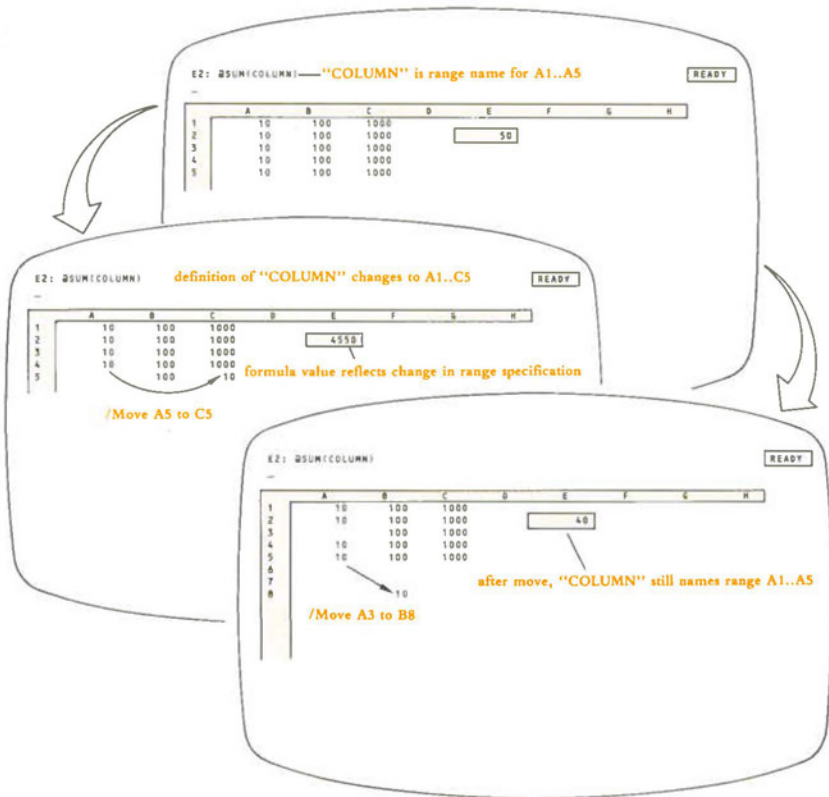 E2: @SUM(COLUMN) — "COLUMN" is range name for A1..A5 READY
A B C D E F G H
1 10 100 1000
2 10 100 1000 50
3 10 100 1000
4 10 100 1000
5 10 100 1000
E2: @SUM(COLUMN) definition of "COLUMN" changes to A1..C5 READY
A B C D E F G H
1 10 100 1000
2 10 100 1000 4550
3 10 100 1000
4 10 100 1000
5 100 10
formula value reflects change in range specification
/Move A5 to C5
E2: @SUM(COLUMN) READY
A B C D E F G H
1 10 100 1000
2 10 100 1000 40
3 100 1000
4 10 100 1000
5 10 100 1000
6
7
8 10
after move, "COLUMN" still names range A1..A5
/Move A3 to B8